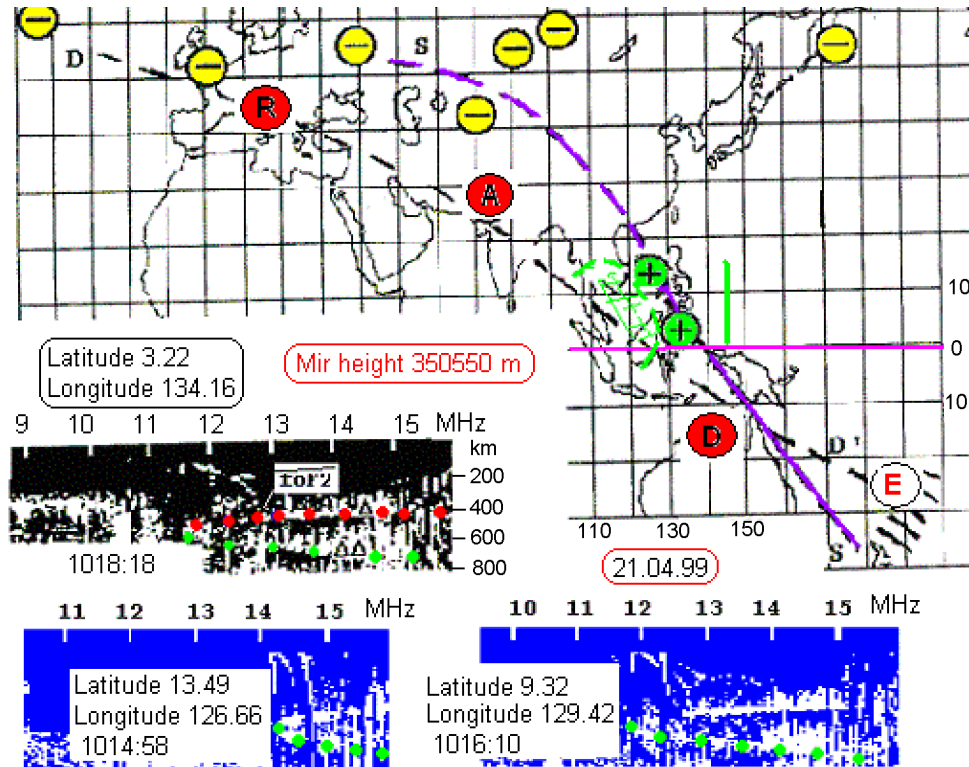 D
S
R
A
10
0
10
D
D'
E
S
110 130 150
Latitude 3.22
Longitude 134.16
Mir height 350550 m
9 10 11 12 13 14 15 MHz
km
200
400
600
800
for2
1018:18
21.04.99
11 12 13 14 15 MHz
Latitude 13.49
Longitude 126.66
1014:58
10 11 12 13 14 15 MHz
Latitude 9.32
Longitude 129.42
1016:10